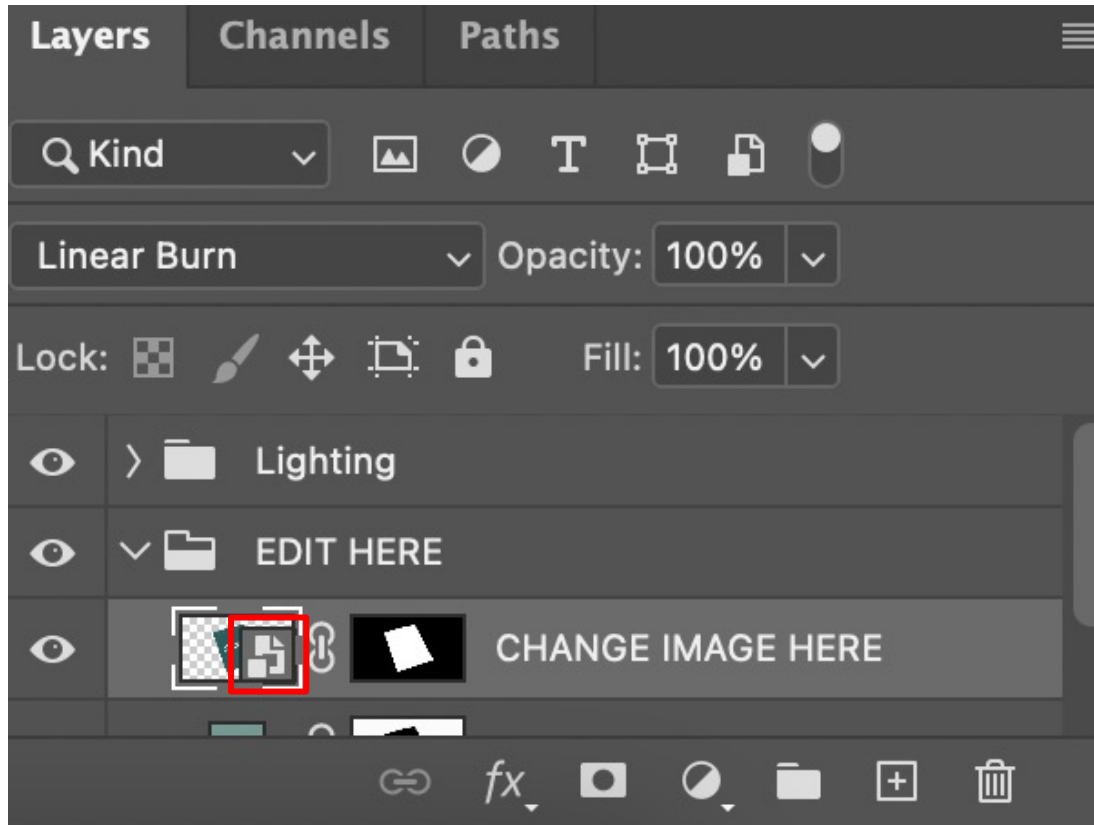 Layers Channels Paths
Kind
Linear Burn Opacity: 100%
Lock: Fill: 100%
Lighting
EDIT HERE
CHANGE IMAGE HERE
fx